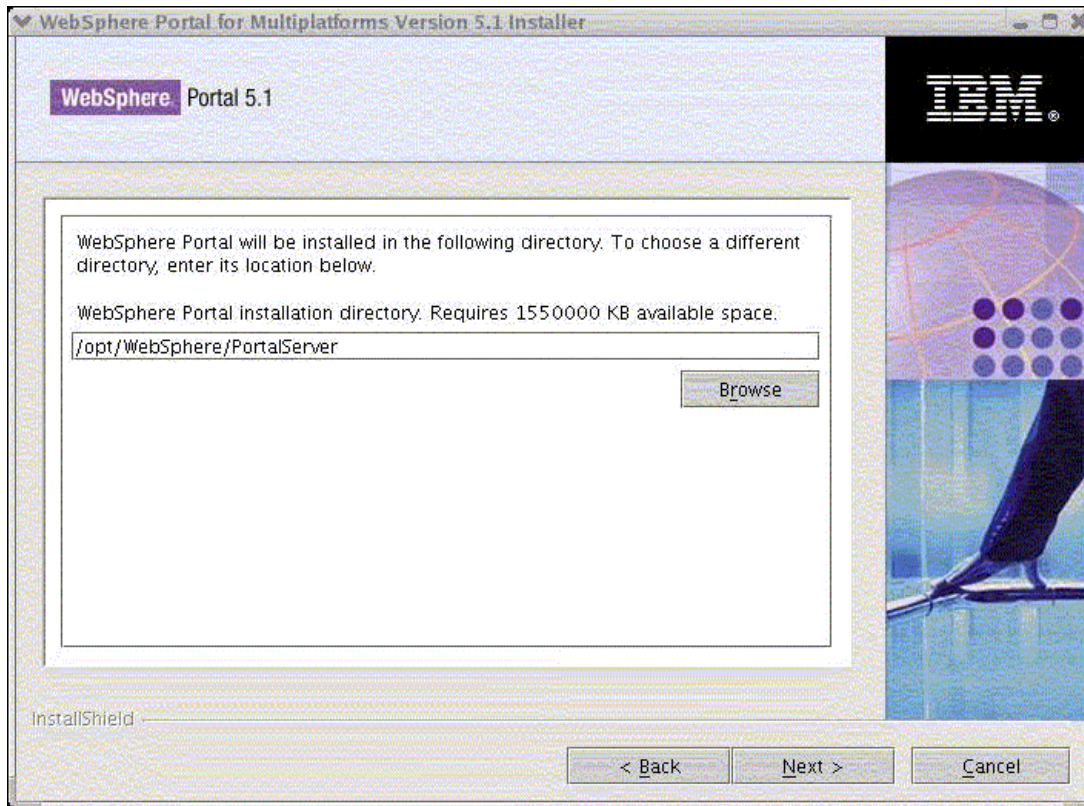 WebSphere Portal for Multiplatforms Version 5.1 Installer
WebSphere Portal 5.1
IBM®
WebSphere Portal will be installed in the following directory. To choose a different
directory, enter its location below.
WebSphere Portal installation directory. Requires 1550000 KB available space.
/opt/WebSphere/PortalServer
Browse
InstallShield
< Back
Next >
Cancel